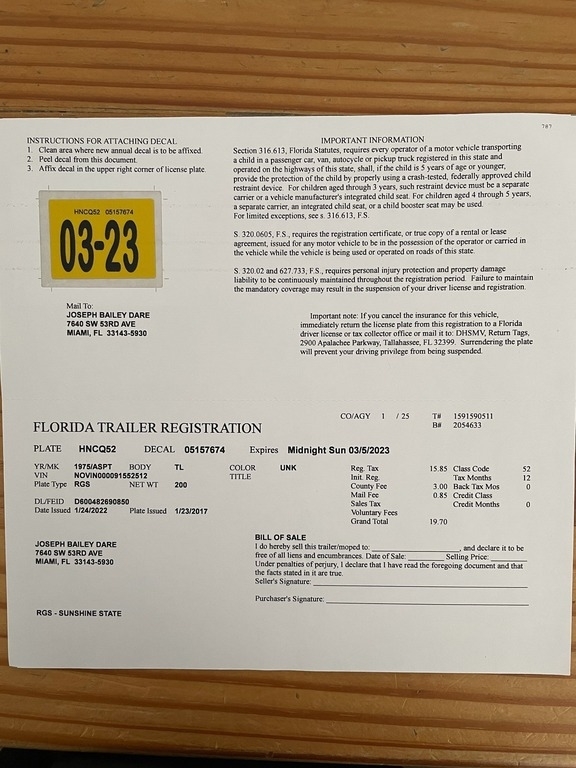 787
INSTRUCTIONS FOR ATTACHING DECAL
1. Clean area where new annual decal is to be affixed.
2. Peel decal from this document.
3. Affix decal in the upper right corner of license plate.
HNCQ52 05157674
03-23
Mail To:
JOSEPH BAILEY DARE
7640 SW 53RD AVE
MIAMI, FL 33143-5930
IMPORTANT INFORMATION
Section 316.613, Florida Statutes, requires every operator of a motor vehicle transporting
a child in a passenger car, van, autocycle or pickup truck registered in this state and
operated on the highways of this state, shall, if the child is 5 years of age or younger,
provide the protection of the child by properly using a crash-tested, federally approved child
restraint device. For children aged through 3 years, such restraint device must be a separate
carrier or a vehicle manufacturer's integrated child seat. For children aged 4 through 5 years,
a separate carrier, an integrated child seat, or a child booster seat may be used.
For limited exceptions, see s. 316.613, F.S.
S. 320.0605, F.S., requires the registration certificate, or true copy of a rental or lease
agreement, issued for any motor vehicle to be in the possession of the operator or carried in
the vehicle while the vehicle is being used or operated on roads of this state.
S. 320.02 and 627.733, F.S., requires personal injury protection and property damage
liability to be continuously maintained throughout the registration period. Failure to maintain
the mandatory coverage may result in the suspension of your driver license and registration.
Important note: If you cancel the insurance for this vehicle,
immediately return the license plate from this registration to a Florida
driver license or tax collector office or mail it to: DHSMV, Return Tags,
2900 Apalachee Parkway, Tallahassee, FL 32399. Surrendering the plate
will prevent your driving privilege from being suspended.
CO/AGY 1 / 25 T# 1591590511
B# 2054633
FLORIDA TRAILER REGISTRATION
PLATE HNCQ52 DECAL 05157674 Expires Midnight Sun 03/5/2023
YR/MK 1975/ASPT BODY TL COLOR UNK Reg. Tax 15.85 Class Code 52
VIN NOVIN000091552512 TITLE Init. Reg. Tax Months 12
Plate Type RGS NET WT 200 County Fee 3.00 Back Tax Mos 0
Mail Fee 0.85 Credit Class
DL/FEID D600482690850 Sales Tax Credit Months 0
Date Issued 1/24/2022 Plate Issued 1/23/2017 Voluntary Fees
Grand Total 19.70
JOSEPH BAILEY DARE
7640 SW 53RD AVE
MIAMI, FL 33143-5930
BILL OF SALE
I do hereby sell this trailer/moped to: , and declare it to be
free of all liens and encumbrances. Date of Sale: Selling Price:
Under penalties of perjury, I declare that I have read the foregoing document and that
the facts stated in it are true.
Seller's Signature:
Purchaser's Signature:
RGS - SUNSHINE STATE